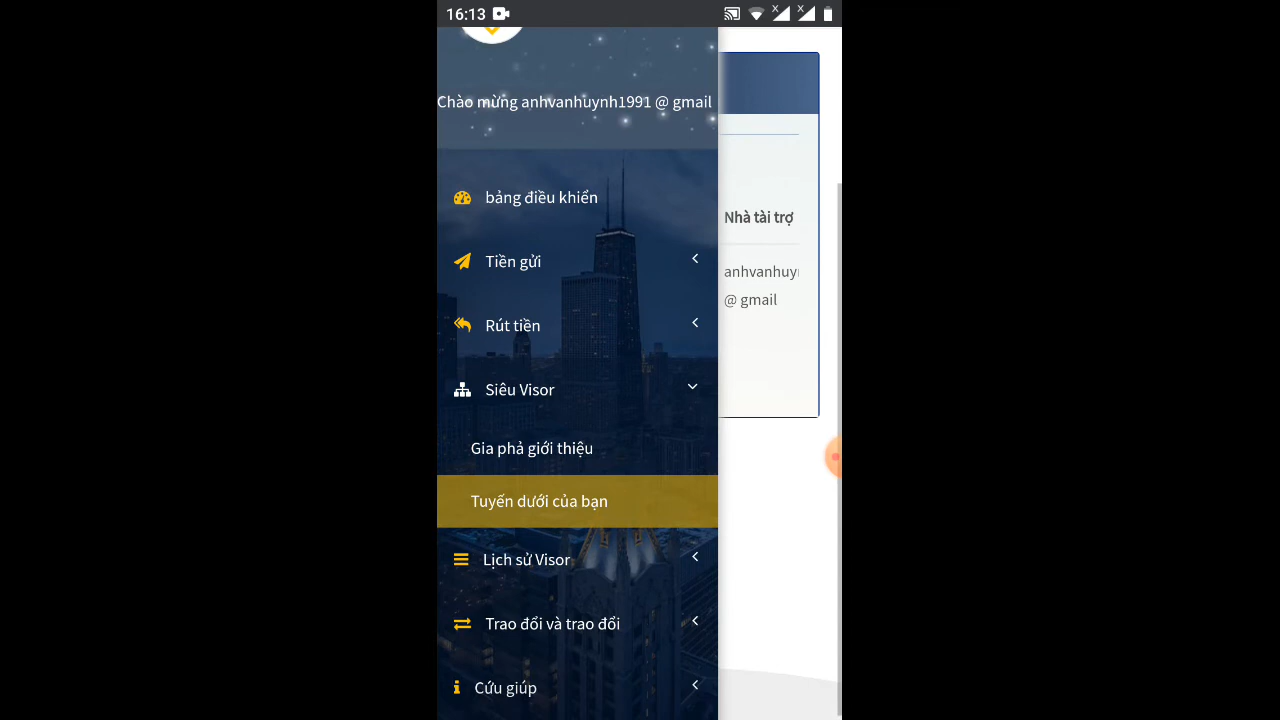 16:13
Chào mừng anhvanhuynh1991 @ gmail
bảng điều khiển
Tiền gửi
Rút tiền
Siêu Visor
Gia phả giới thiệu
Tuyến dưới của bạn
Lịch sử Visor
Trao đổi và trao đổi
Cứu giúp
Nhà tài trợ
anhvanhuy
@ gmail